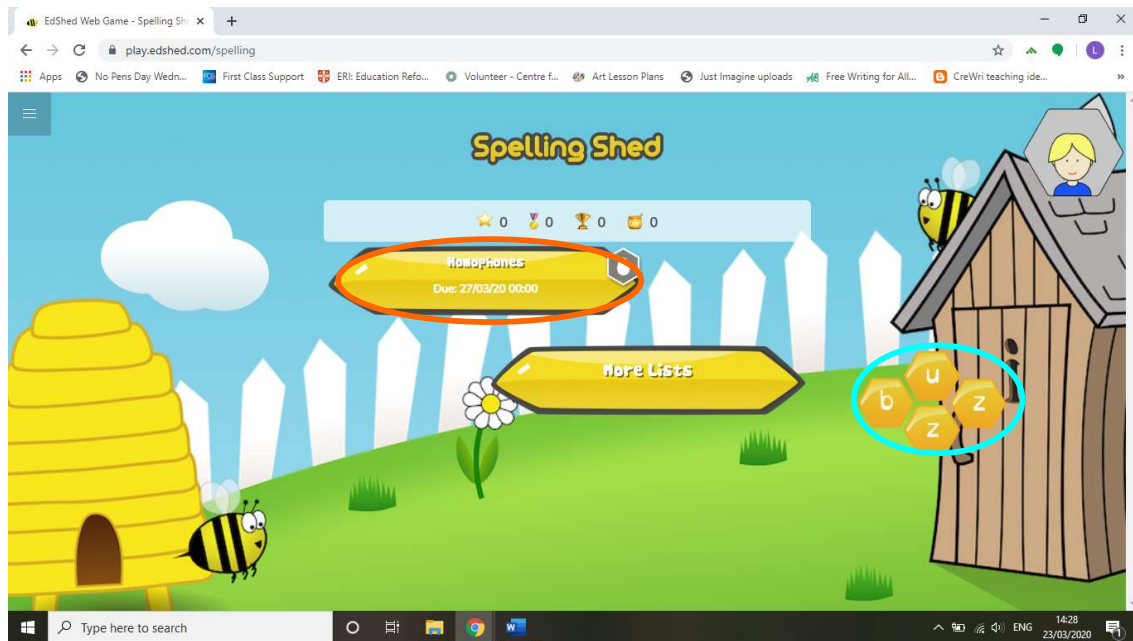 EdShed Web Game - Spelling Sh
play.edshed.com/spelling
L
Apps No Pens Day Wedn... First Class Support ERI: Education Refo... Volunteer - Centre f... Art Lesson Plans Just Imagine uploads Free Writing for All... CreWri teaching ide... »
Spelling Shed
0 0 0 0
Homophones
Due: 27/03/20 00:00
More Lists
b u z z
Type here to search
ENG
14:28
23/03/2020